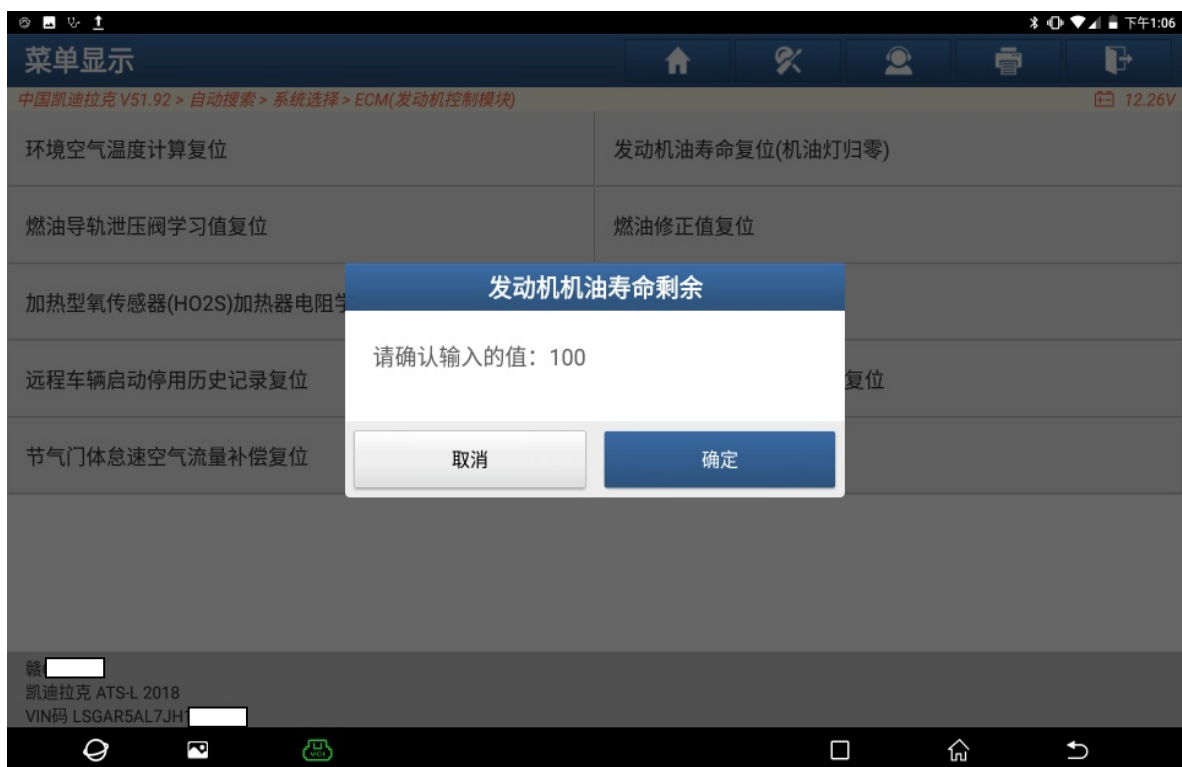 下午1:06
菜单显示
中国凯迪拉克 V51.92 > 自动搜索 > 系统选择 > ECM(发动机控制模块)
12.26V
环境空气温度计算复位
发动机油寿命复位(机油灯归零)
燃油导轨泄压阀学习值复位
燃油修正值复位
发动机机油寿命剩余
加热型氧传感器(HO2S)加热器电阻学
请确认输入的值：100
远程车辆启动停用历史记录复位
复位
节气门体怠速空气流量补偿复位
取消
确定
赣
凯迪拉克 ATS-L 2018
VIN码 LSGAR5AL7JH
VCI